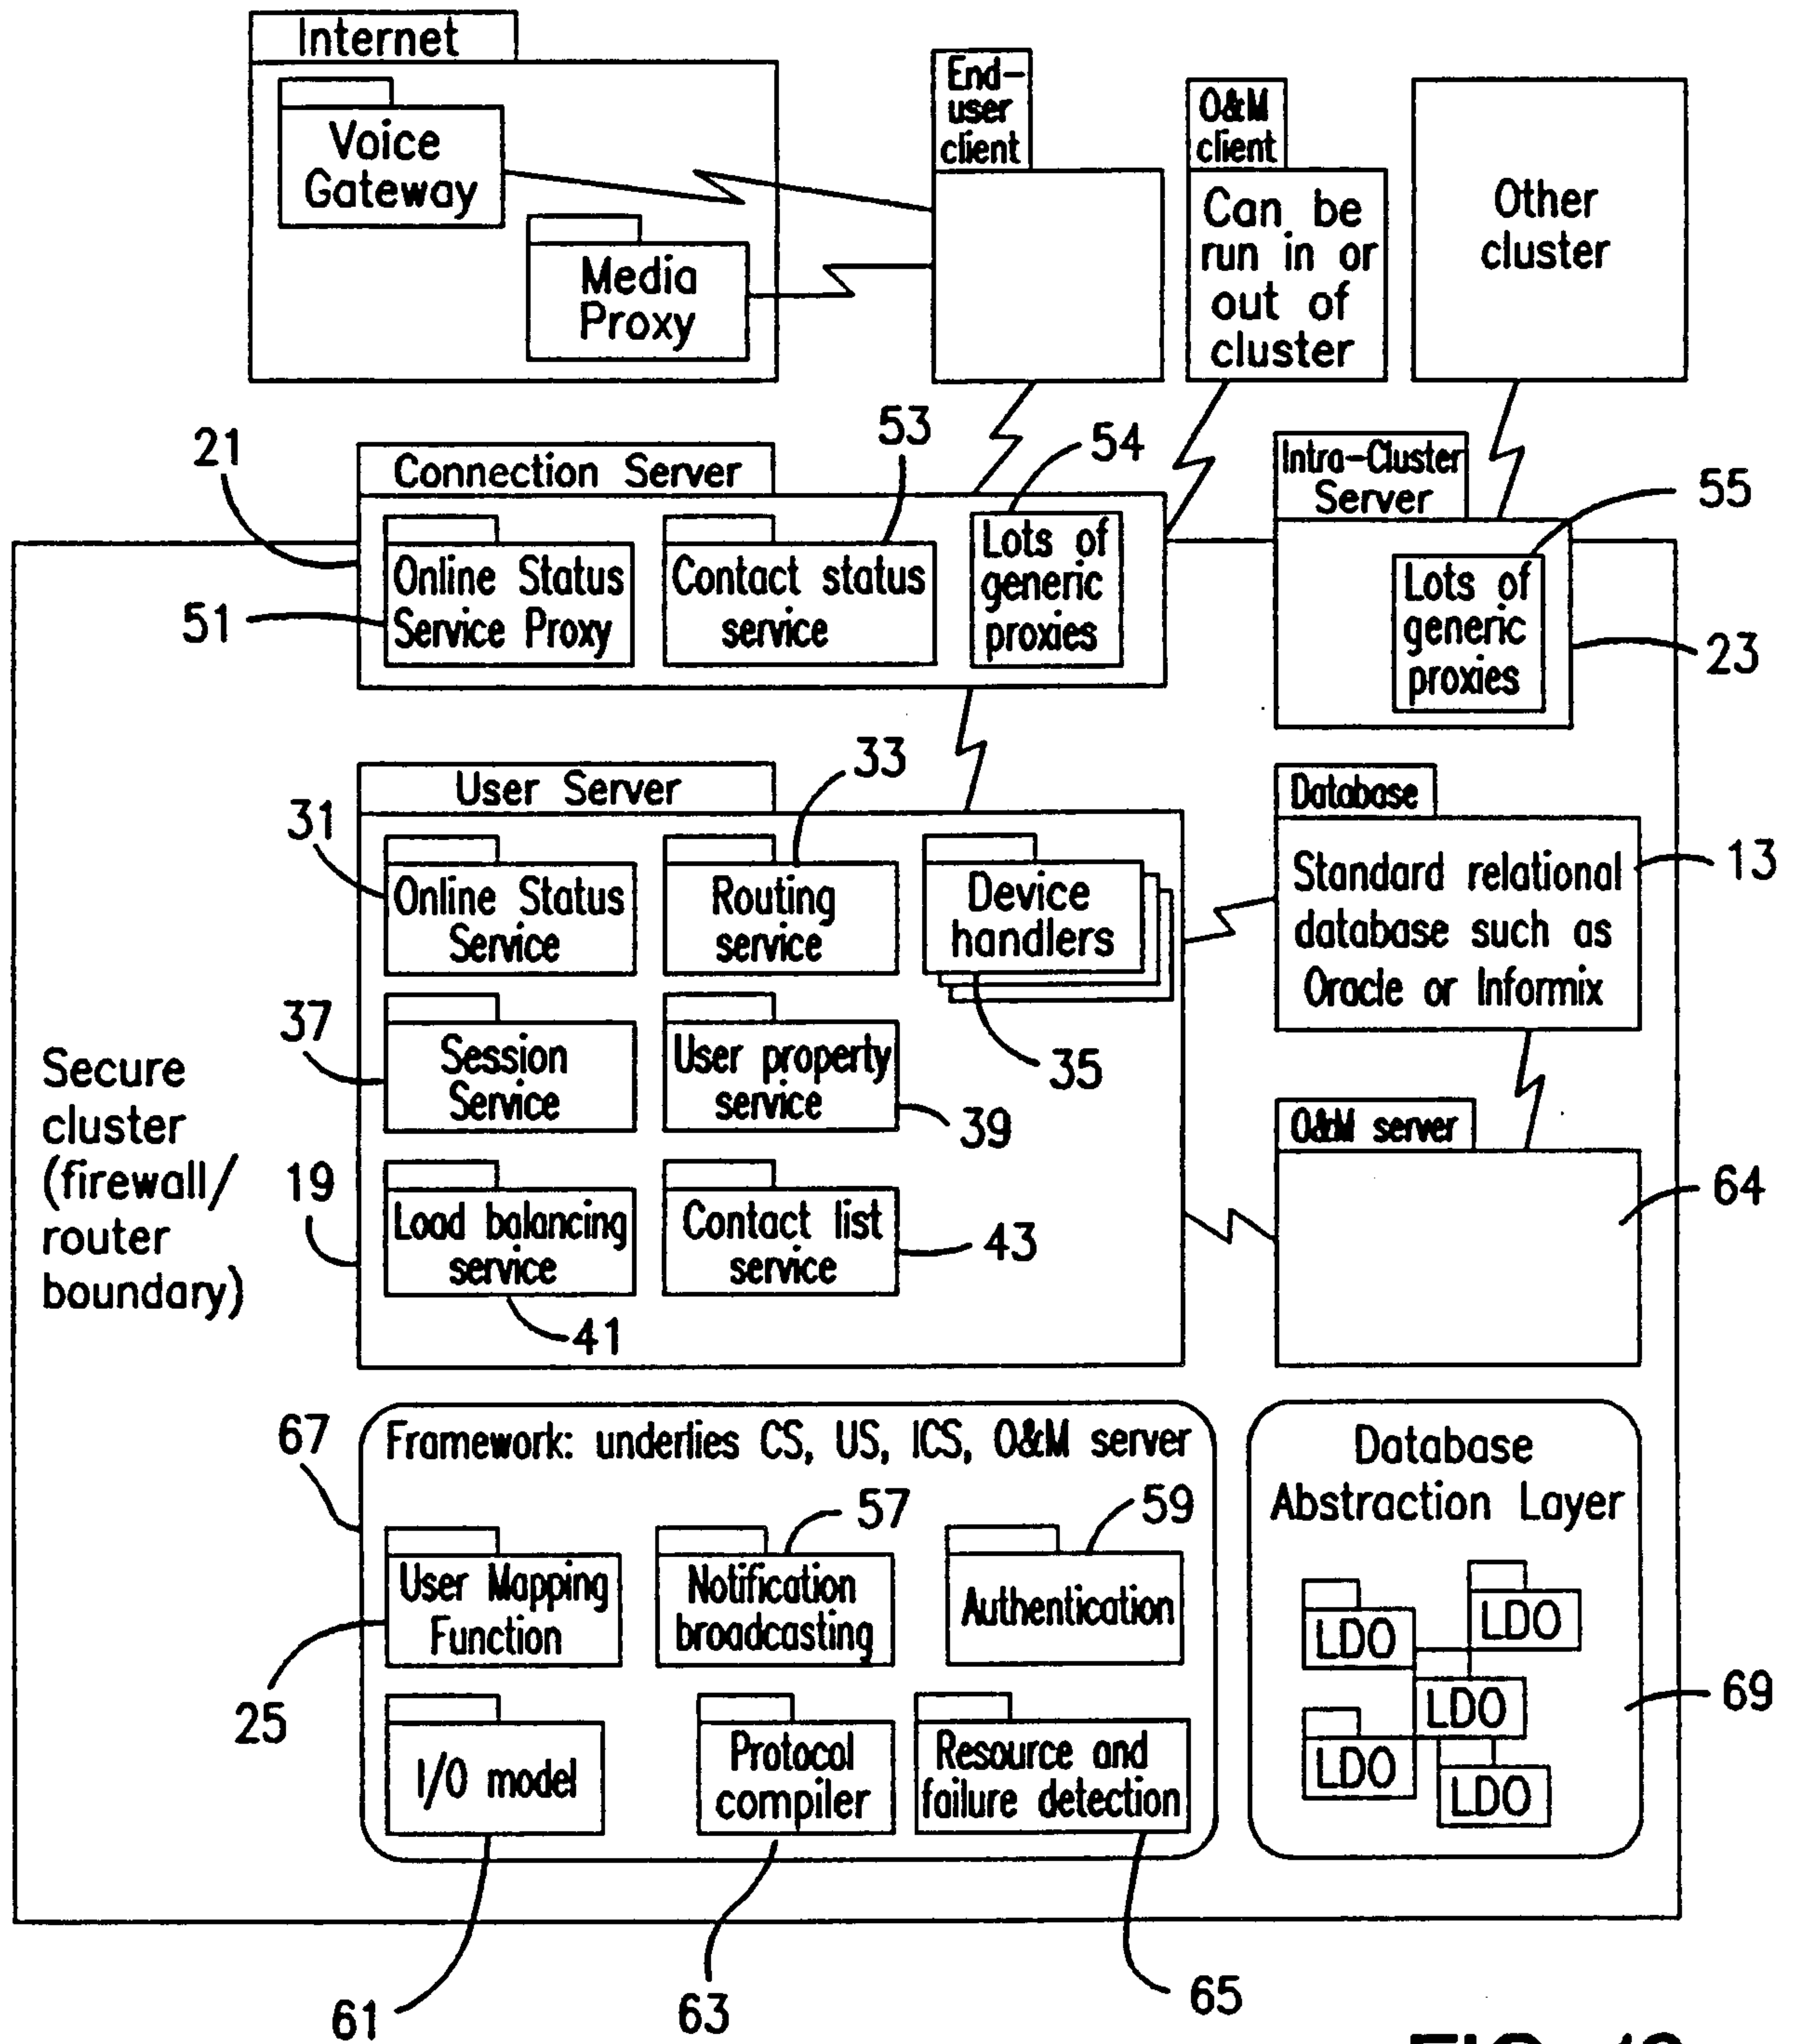 Internet
Voice
Gateway
Media
Proxy
End-
user
client
O&M
client
Can be
run in or
out of
cluster
Other
cluster
21
Connection Server
53
54
Intra-Cluster
Server
55
51
Online Status
Service Proxy
Contact status
service
Lots of
generic
proxies
Lots of
generic
proxies
23
User Server
33
31
Online Status
Service
Routing
service
Device
handlers
35
Database
Standard relational
database such as
Oracle or Informix
13
37
Session
Service
User property
service
39
Secure
cluster
(firewall/
router
boundary)
19
Load balancing
service
41
Contact list
service
43
O&M server
64
67
Framework: underlies CS, US, ICS, O&M server
57
59
User Mapping
Function
25
Notification
broadcasting
Authentication
I/O model
Protocol
compiler
Resource and
failure detection
61
63
65
Database
Abstraction Layer
LDO
LDO
LDO
LDO
LDO
69